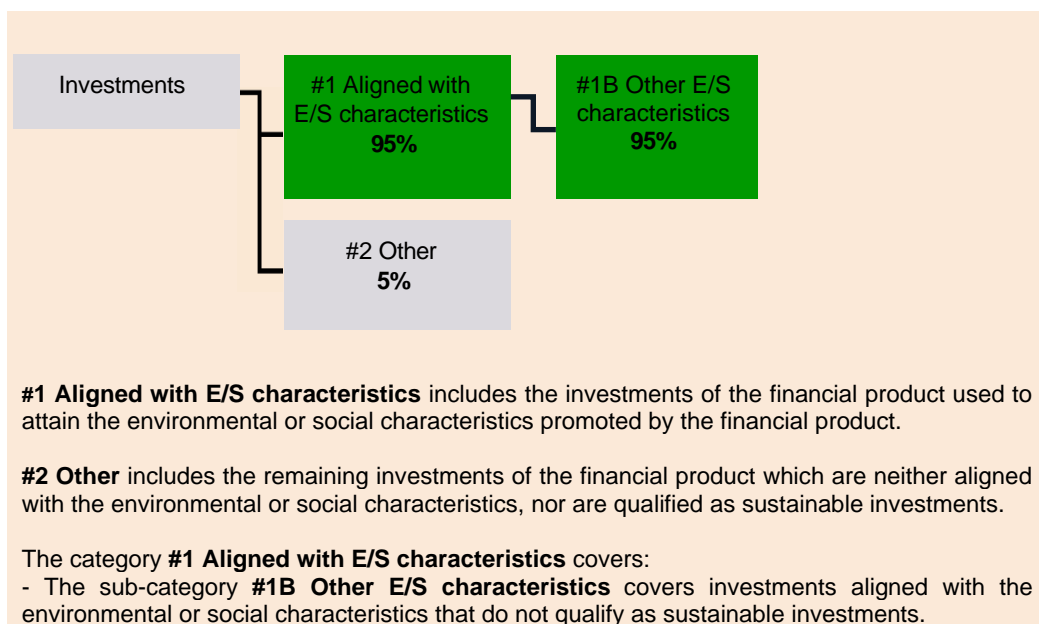 Investments
#1 Aligned with
E/S characteristics
95%
#1B Other E/S
characteristics
95%
#2 Other
5%
#1 Aligned with E/S characteristics includes the investments of the financial product used to
attain the environmental or social characteristics promoted by the financial product.
#2 Other includes the remaining investments of the financial product which are neither aligned
with the environmental or social characteristics, nor are qualified as sustainable investments.
The category #1 Aligned with E/S characteristics covers:
- The sub-category #1B Other E/S characteristics covers investments aligned with the
environmental or social characteristics that do not qualify as sustainable investments.